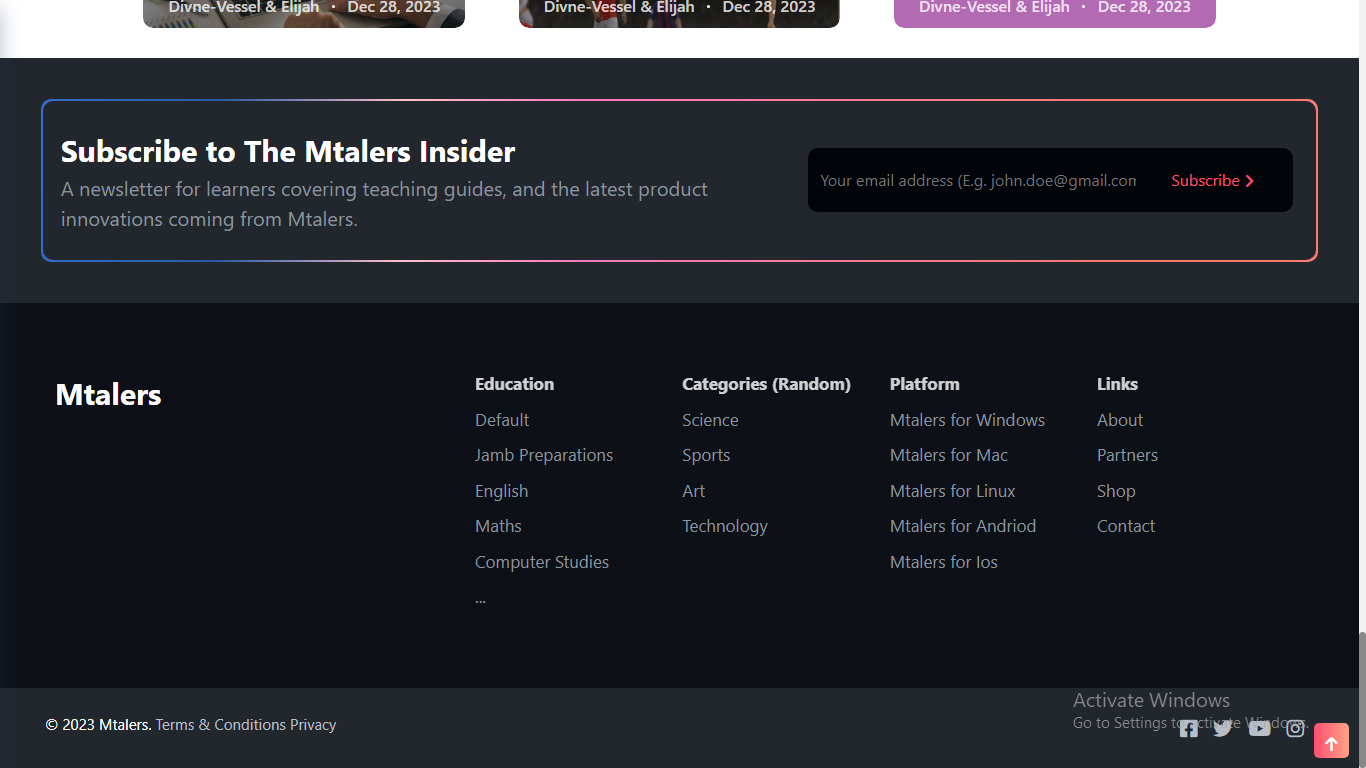 Divne-Vessel & Elijah · Dec 28, 2023
Divne-Vessel & Elijah · Dec 28, 2023
Divne-Vessel & Elijah · Dec 28, 2023
Subscribe to The Mtalers Insider
A newsletter for learners covering teaching guides, and the latest product
innovations coming from Mtalers.
Your email address (E.g. john.doe@gmail.com
Subscribe
Mtalers
Education
Default
Jamb Preparations
English
Maths
Computer Studies
...
Categories (Random)
Science
Sports
Art
Technology
Platform
Mtalers for Windows
Mtalers for Mac
Mtalers for Linux
Mtalers for Andriod
Mtalers for Ios
Links
About
Partners
Shop
Contact
© 2023 Mtalers. Terms & Conditions Privacy
Activate Windows
Go to Settings to activate Windows.